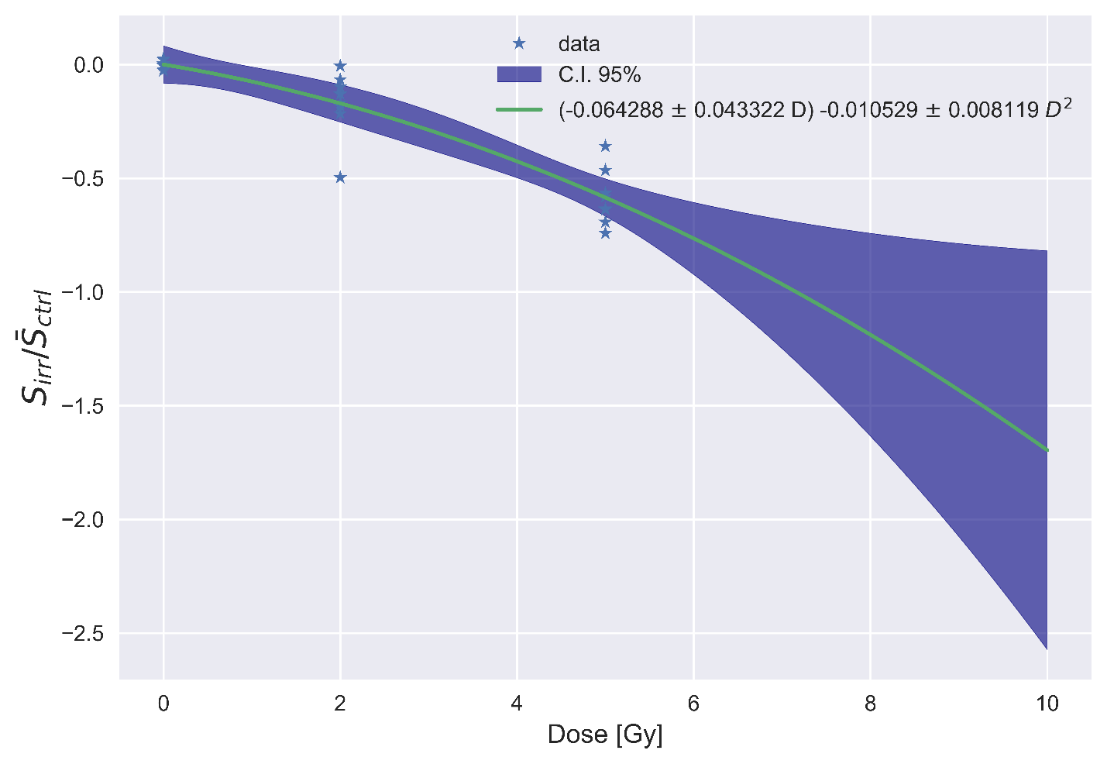 data
C.I. 95%
(-0.064288 ± 0.043322 D) -0.010529 ± 0.008119 D²
0.0
−0.5
−1.0
−1.5
−2.0
−2.5
S_irr/S̄_ctrl
0 2 4 6 8 10
Dose [Gy]